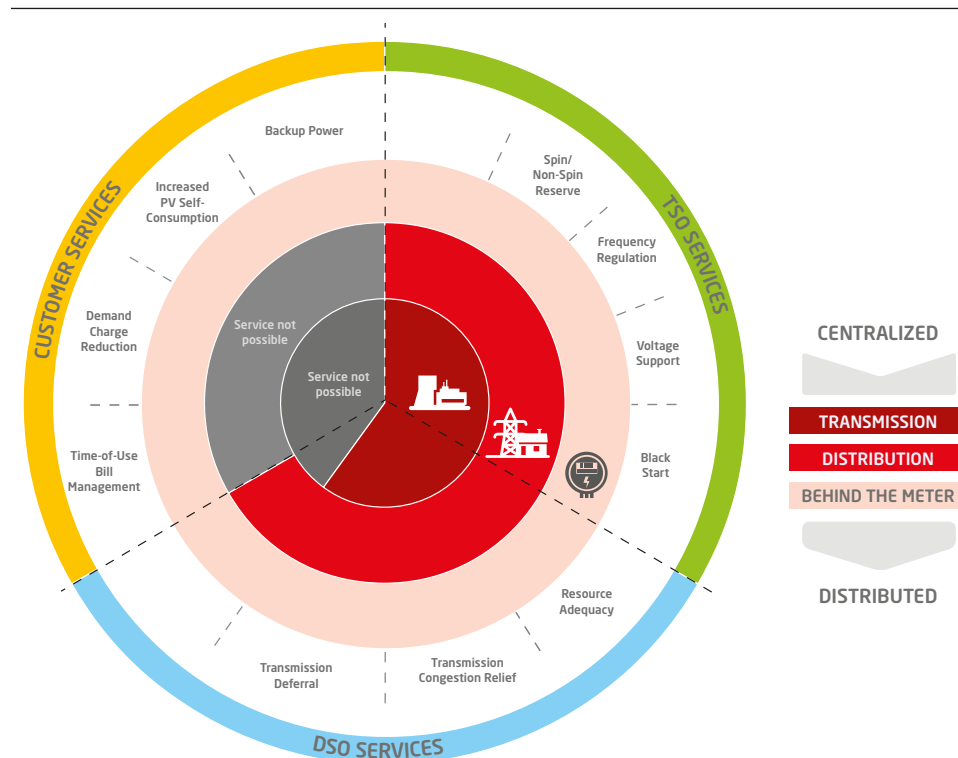 CUSTOMER SERVICES
TSO SERVICES
DSO SERVICES
Backup Power
Increased
PV Self-
Consumption
Demand
Charge
Reduction
Time-of-Use
Bill
Management
Spin/
Non-Spin
Reserve
Frequency
Regulation
Voltage
Support
Black
Start
Resource
Adequacy
Transmission
Congestion Relief
Transmission
Deferral
Service not
possible
Service not
possible
CENTRALIZED
TRANSMISSION
DISTRIBUTION
BEHIND THE METER
DISTRIBUTED